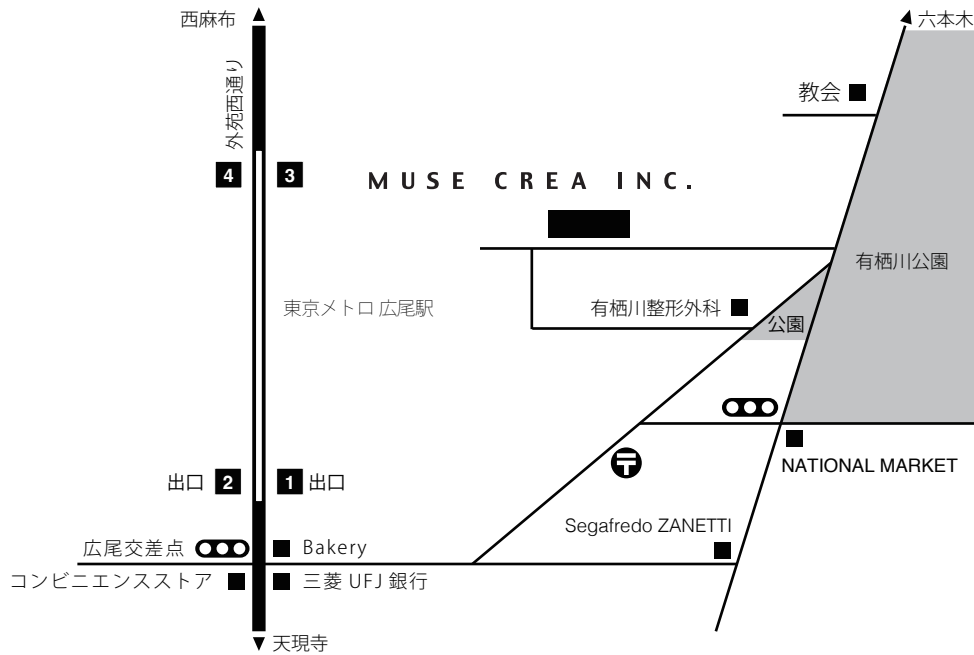 西麻布
六本木
外苑西通り
教会
4
3
MUSE CREA INC.
有栖川公園
東京メトロ 広尾駅
有栖川整形外科
公園
〒
NATIONAL MARKET
出口 2
1 出口
Segafredo ZANETTI
広尾交差点
Bakery
コンビニエンスストア
三菱 UFJ 銀行
天現寺